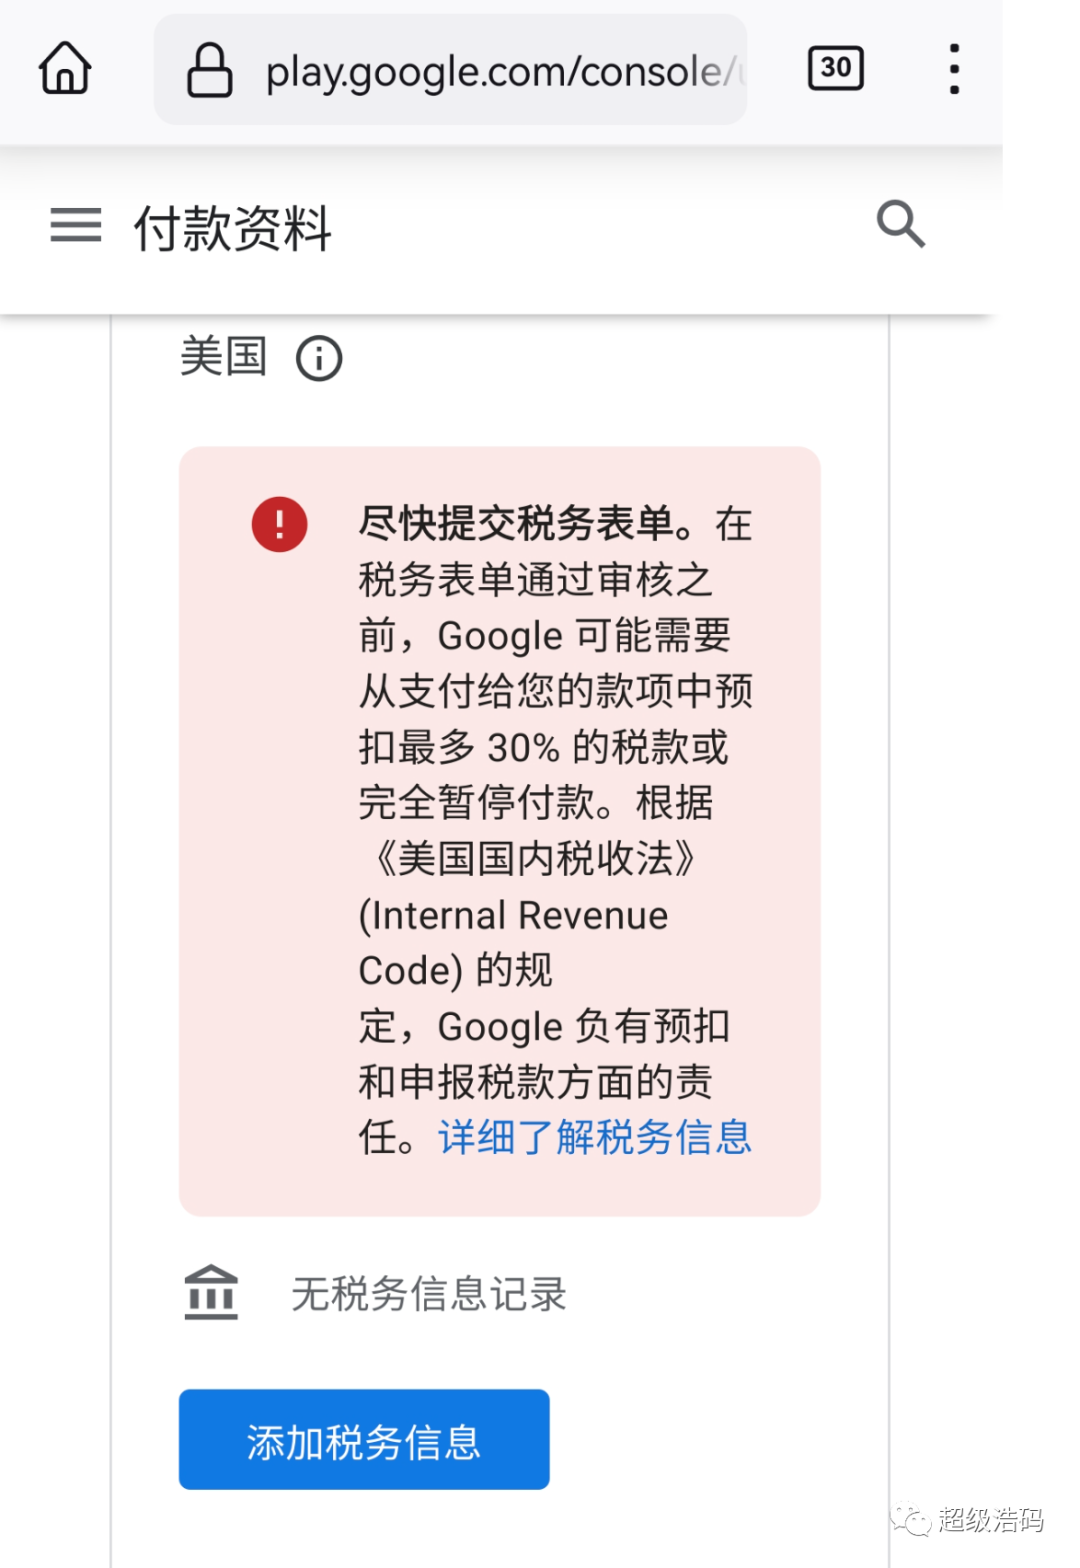 play.google.com/console/
30
付款资料
美国
尽快提交税务表单。在
税务表单通过审核之
前，Google 可能需要
从支付给您的款项中预
扣最多 30% 的税款或
完全暂停付款。根据
《美国国内税收法》
(Internal Revenue
Code) 的规
定，Google 负有预扣
和申报税款方面的责
任。详细了解税务信息
无税务信息记录
添加税务信息
超级浩码